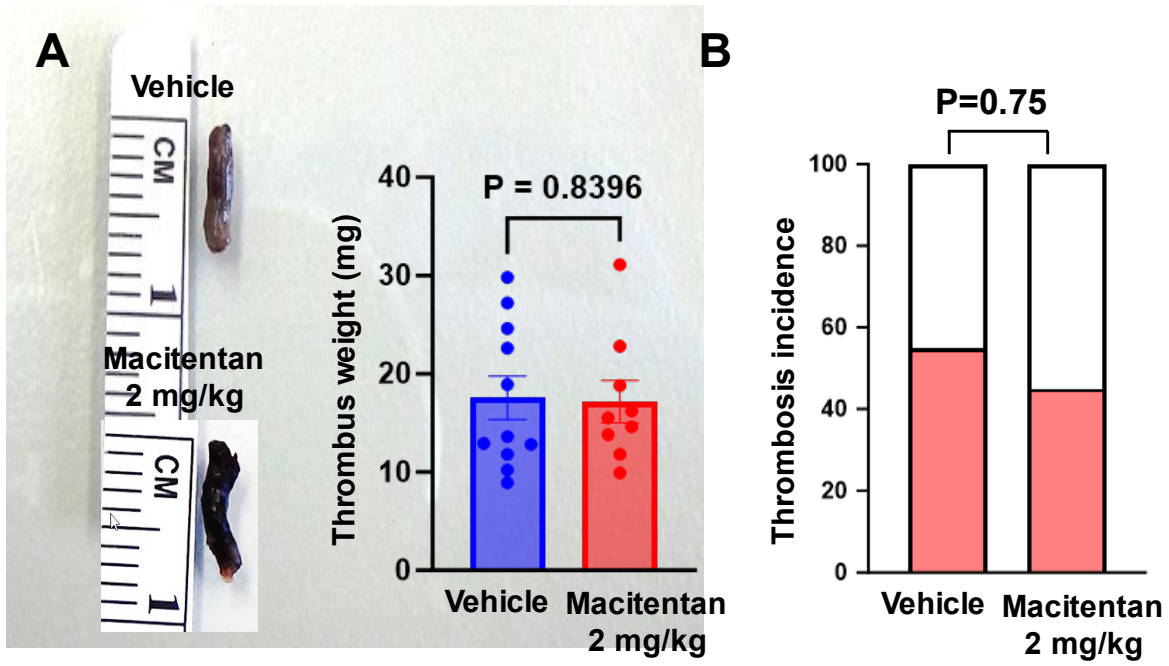 A
Vehicle
CM
1
Macitentan
2 mg/kg
CM
1
Thrombus weight (mg)
40
30
20
10
0
P = 0.8396
Vehicle
Macitentan
2 mg/kg
B
P=0.75
Thrombosis incidence
100
80
60
40
20
0
Vehicle
Macitentan
2 mg/kg